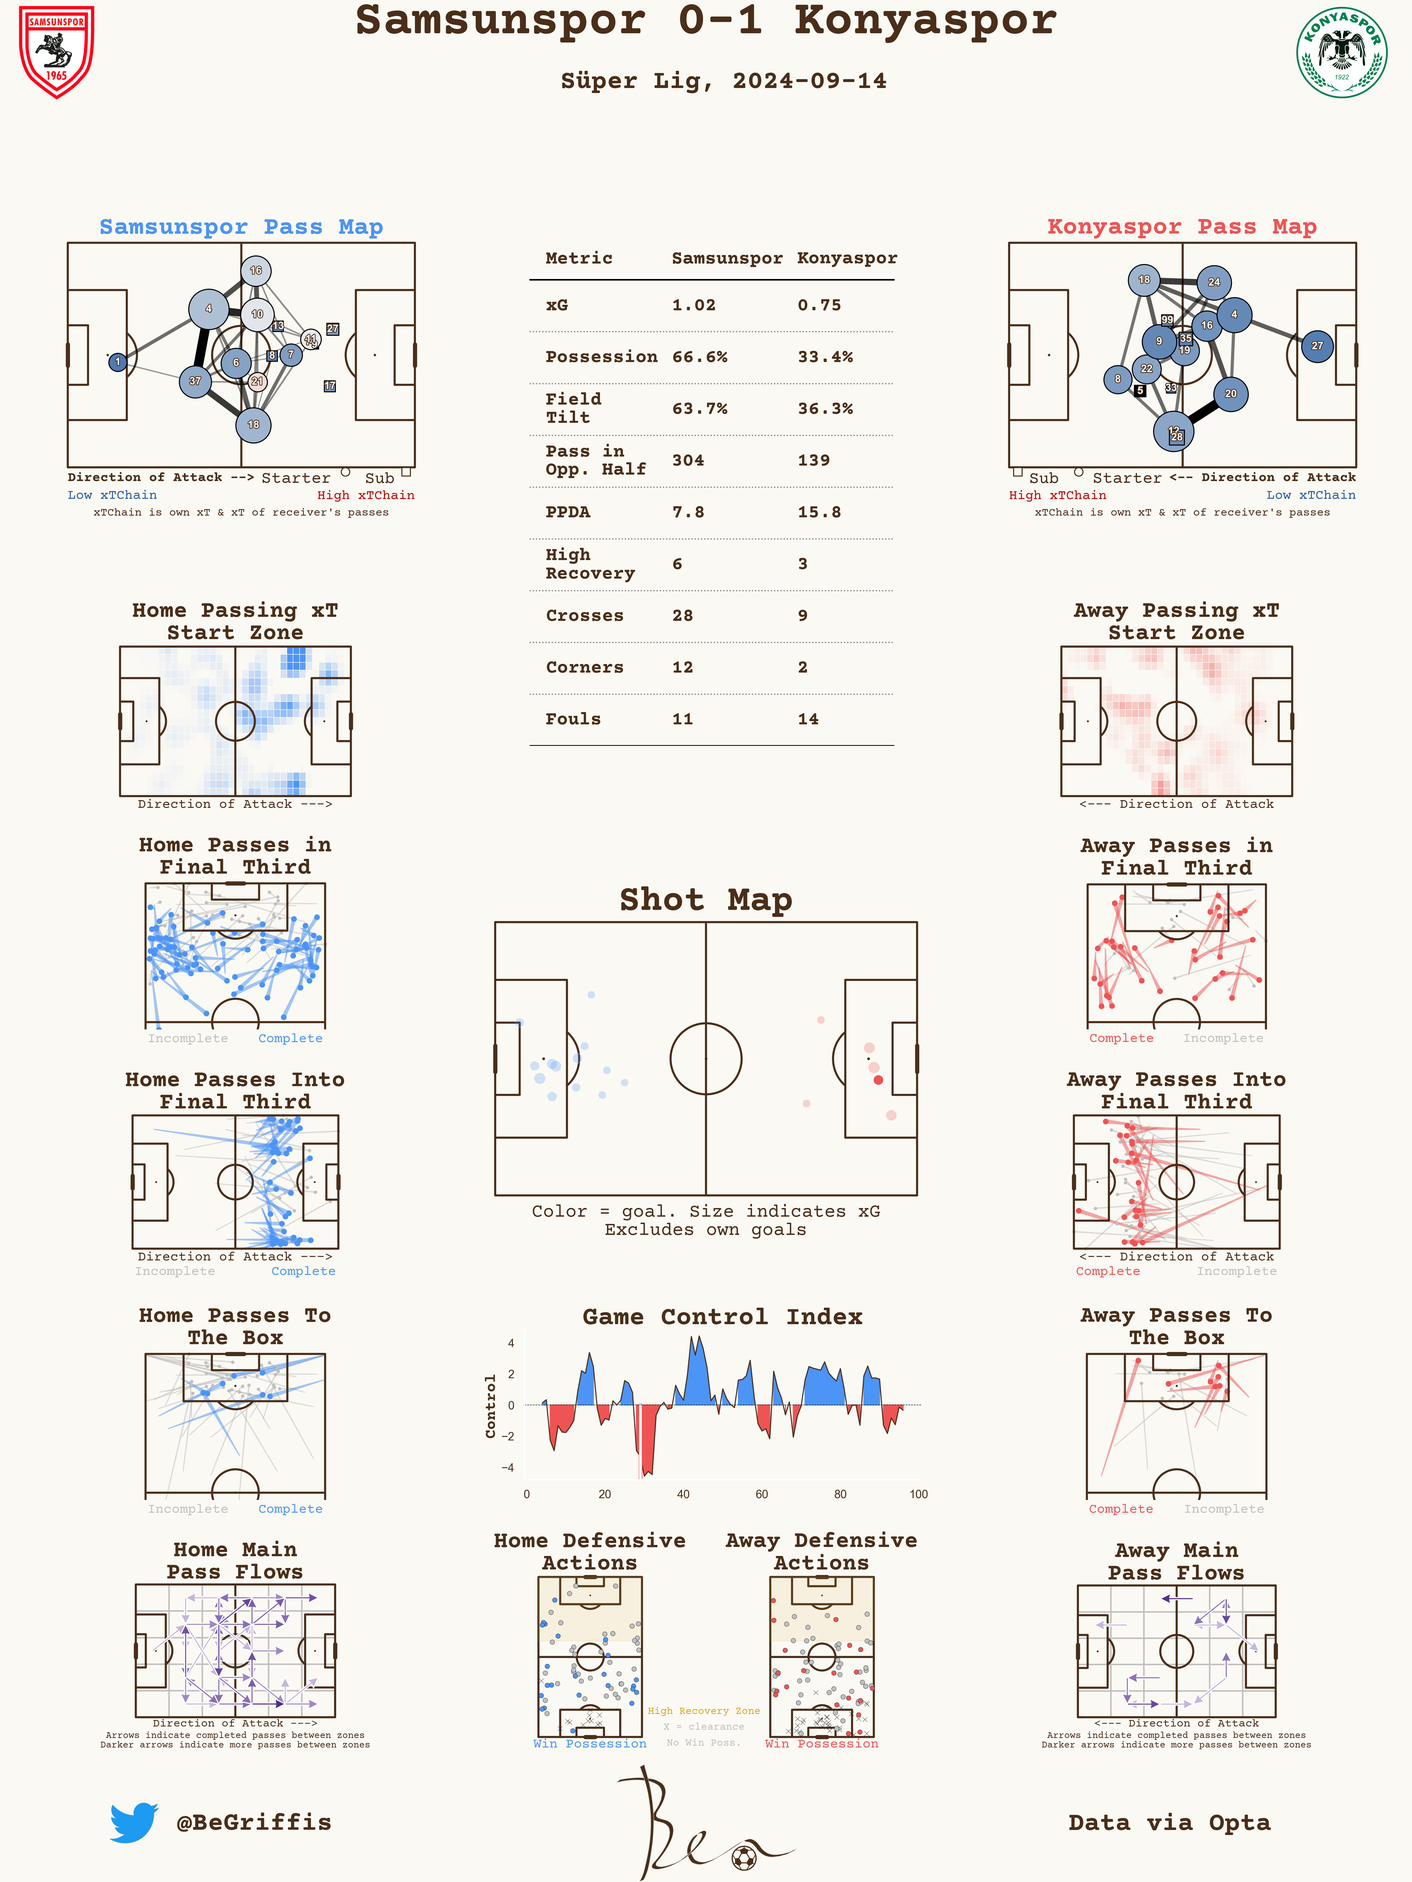 Samsunspor 0-1 Konyaspor
Süper Lig, 2024-09-14
SAMSUNSPOR
1965
KONYASPOR
1922
Samsunspor Pass Map
16
4
10
13
27
11
1
8
7
6
37
21
17
18
Direction of Attack --> Starter Sub
Low xTChain High xTChain
xTChain is own xT & xT of receiver's passes
Metric Samsunspor Konyaspor
xG 1.02 0.75
Possession 66.6% 33.4%
Field
Tilt 63.7% 36.3%
Pass in
Opp. Half 304 139
PPDA 7.8 15.8
High
Recovery 6 3
Crosses 28 9
Corners 12 2
Fouls 11 14
Konyaspor Pass Map
18
24
99
4
16
9
35
19
27
22
8
5
33
20
12
28
Sub Starter <-- Direction of Attack
High xTChain Low xTChain
xTChain is own xT & xT of receiver's passes
Home Passing xT
Start Zone
Direction of Attack --->
Away Passing xT
Start Zone
<--- Direction of Attack
Home Passes in
Final Third
Incomplete Complete
Away Passes in
Final Third
Complete Incomplete
Shot Map
Color = goal. Size indicates xG
Excludes own goals
Home Passes Into
Final Third
Direction of Attack --->
Incomplete Complete
Away Passes Into
Final Third
<--- Direction of Attack
Complete Incomplete
Home Passes To
The Box
Incomplete Complete
Game Control Index
Control
4
2
0
−2
−4
0 20 40 60 80 100
Away Passes To
The Box
Complete Incomplete
Home Main
Pass Flows
Direction of Attack --->
Arrows indicate completed passes between zones
Darker arrows indicate more passes between zones
Home Defensive
Actions
Win Possession
Away Defensive
Actions
Win Possession
High Recovery Zone
X = clearance
No Win Poss.
Away Main
Pass Flows
<--- Direction of Attack
Arrows indicate completed passes between zones
Darker arrows indicate more passes between zones
@BeGriffis
Ben
Data via Opta